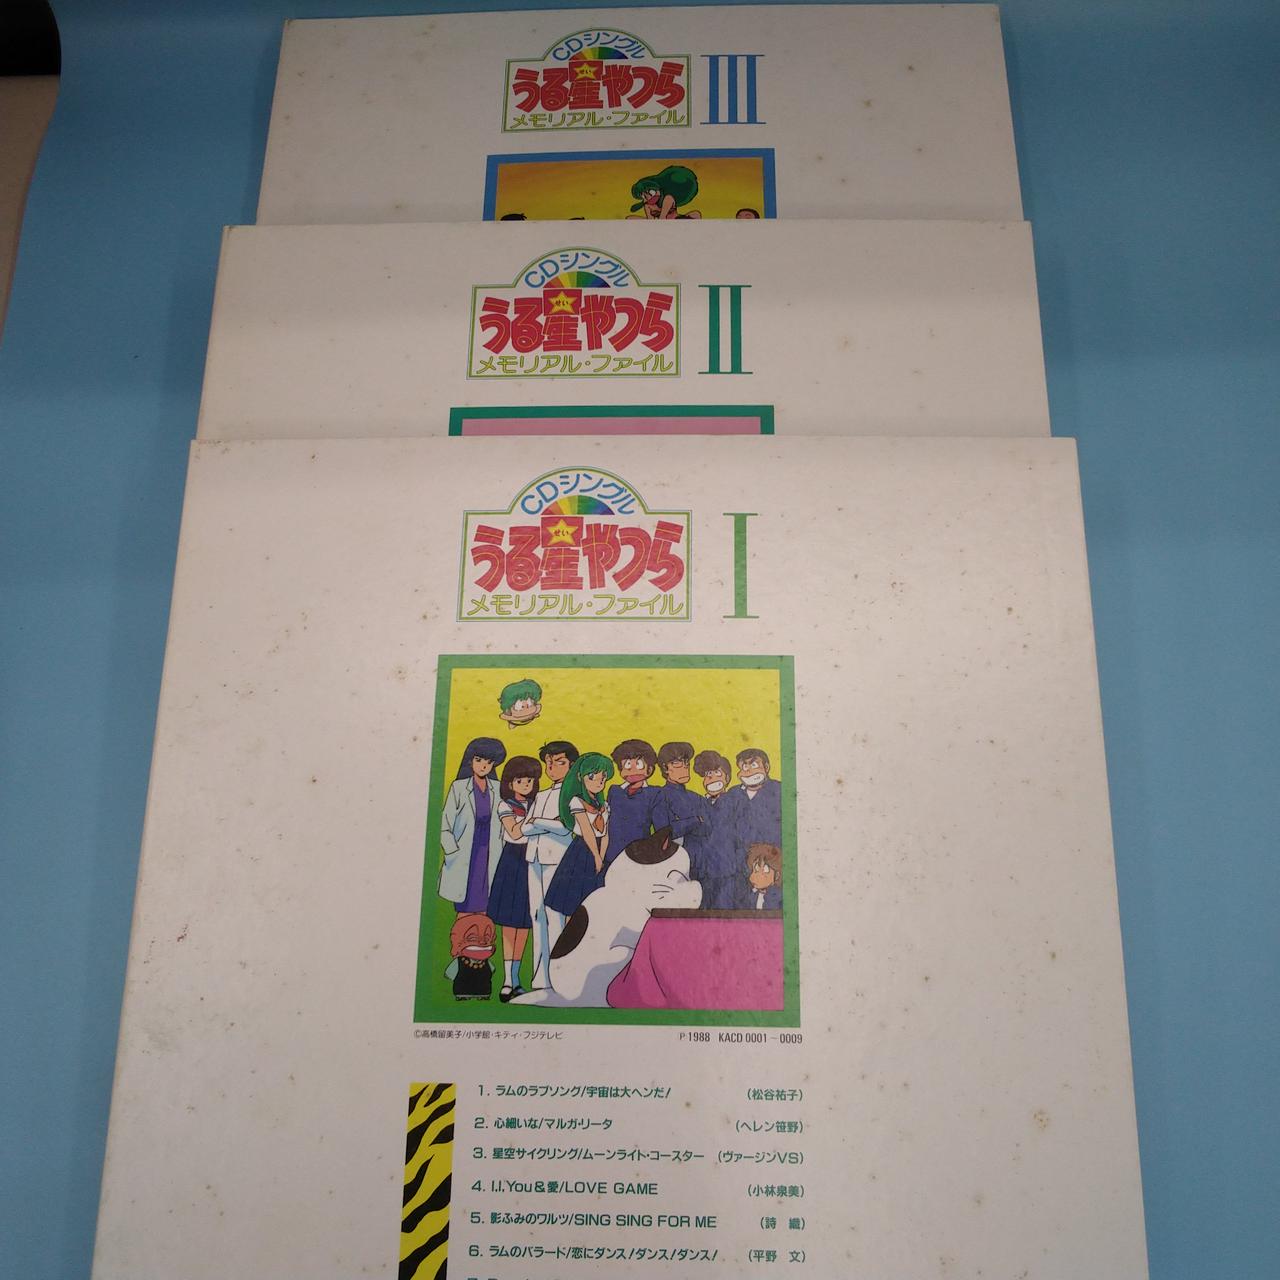 CDシングル
うる星やつら
せい
メモリアル・ファイル
III
CDシングル
うる星やつら
せい
メモリアル・ファイル
II
CDシングル
うる星やつら
せい
メモリアル・ファイル
I
©高橋留美子/小学館・キティ・フジテレビ
℗1988 KACD 0001〜0009
1. ラムのラブソング/宇宙は大ヘンだ! (松谷祐子)
2. 心細いな/マルガ・リータ (ヘレン笹野)
3. 星空サイクリング/ムーンライト・コースター (ヴァージンVS)
4. I,I,You&愛/LOVE GAME (小林泉美)
5. 影ふみのワルツ/SING SING FOR ME (詩 織)
6. ラムのバラード/恋にダンス!ダンス!ダンス! (平野 文)